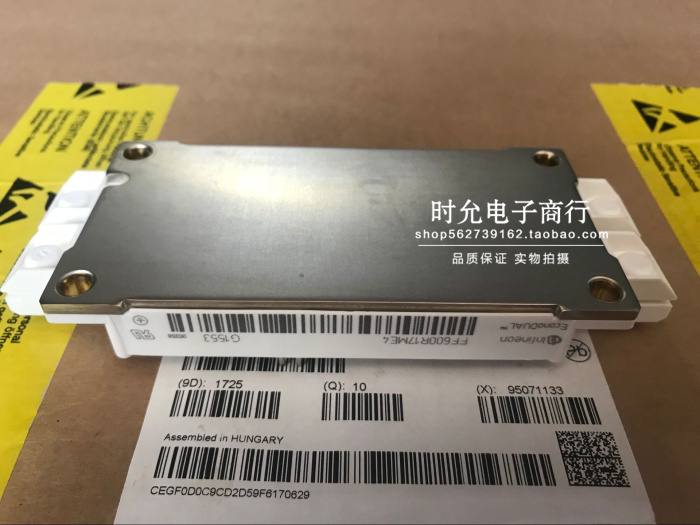 ATTENTION
时允电子商行
shop562739162.taobao.com
品质保证 实物拍摄
Infineon
EconoDUAL™
FF600R17ME4
G1553
(9D): 1725
(Q): 10
(X): 95071133
Assembled in HUNGARY
CEGF0D0C9CD2D59F6170629